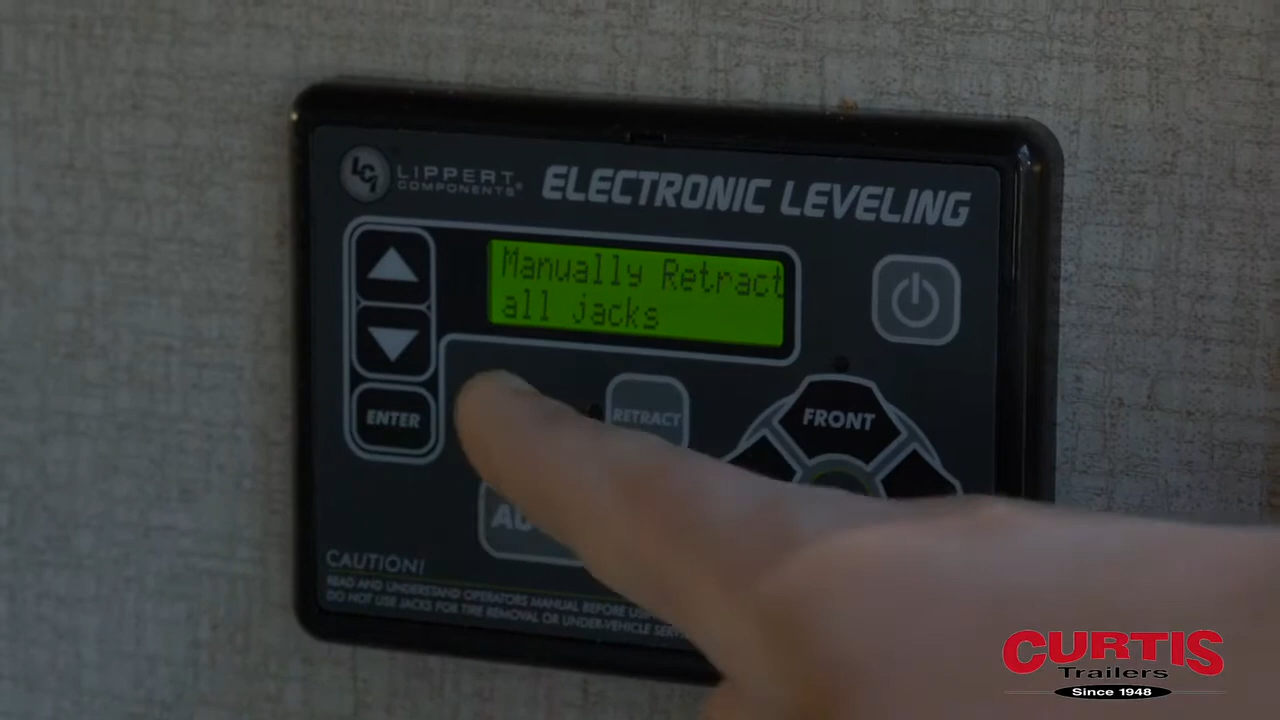 LCI LIPPERT COMPONENTS®
ELECTRONIC LEVELING
Manually Retract
all jacks
ENTER
RETRACT
FRONT
CAUTION!
READ AND UNDERSTAND OPERATORS MANUAL BEFORE
DO NOT USE JACKS FOR TIRE REMOVAL OR UNDER-VEHICLE
CURTIS
Trailers
Since 1948